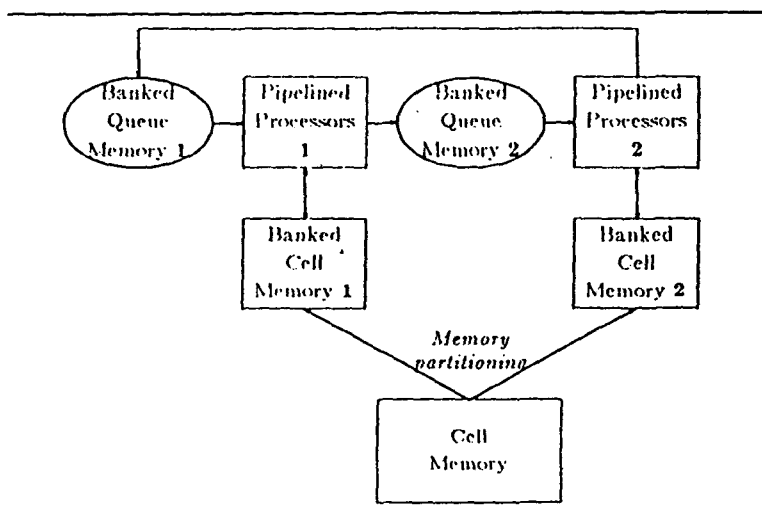 Banked
Queue
Memory 1
Pipelined
Processors
1
Banked
Queue
Memory 2
Pipelined
Processors
2
Banked
Cell
Memory 1
Banked
Cell
Memory 2
Memory
partitioning
Cell
Memory